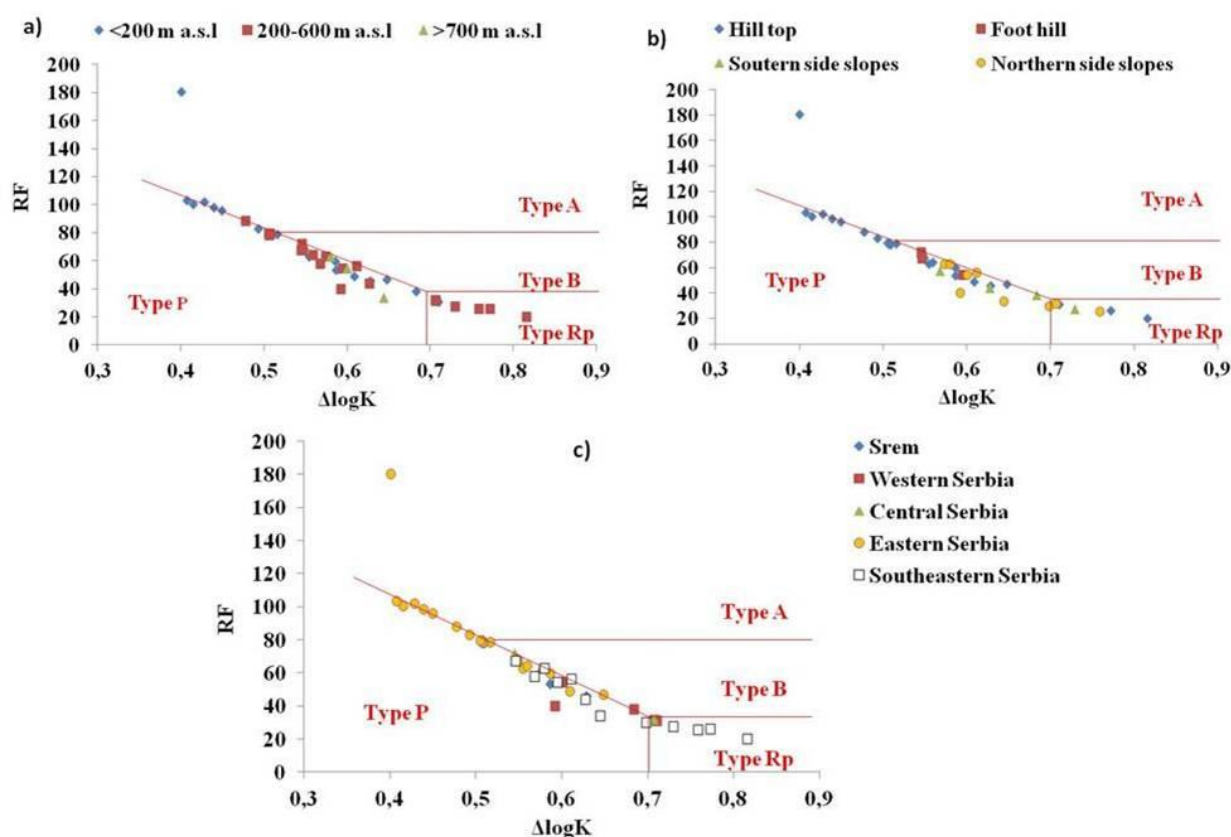 a)
<200 m a.s.l 200-600 m a.s.l >700 m a.s.l
200
180
160
140
120
100
80
60
40
20
0
RF
Type A
Type B
Type P
Type Rp
0,3 0,4 0,5 0,6 0,7 0,8 0,9
ΔlogK
b)
Hill top Foot hill
Soutern side slopes Northern side slopes
200
180
160
140
120
100
80
60
40
20
0
RF
Type A
Type B
Type P
Type Rp
0,3 0,4 0,5 0,6 0,7 0,8 0,9
ΔlogK
c)
Srem
Western Serbia
Central Serbia
Eastern Serbia
Southeastern Serbia
200
180
160
140
120
100
80
60
40
20
0
RF
Type A
Type B
Type P
Type Rp
0,3 0,4 0,5 0,6 0,7 0,8 0,9
ΔlogK